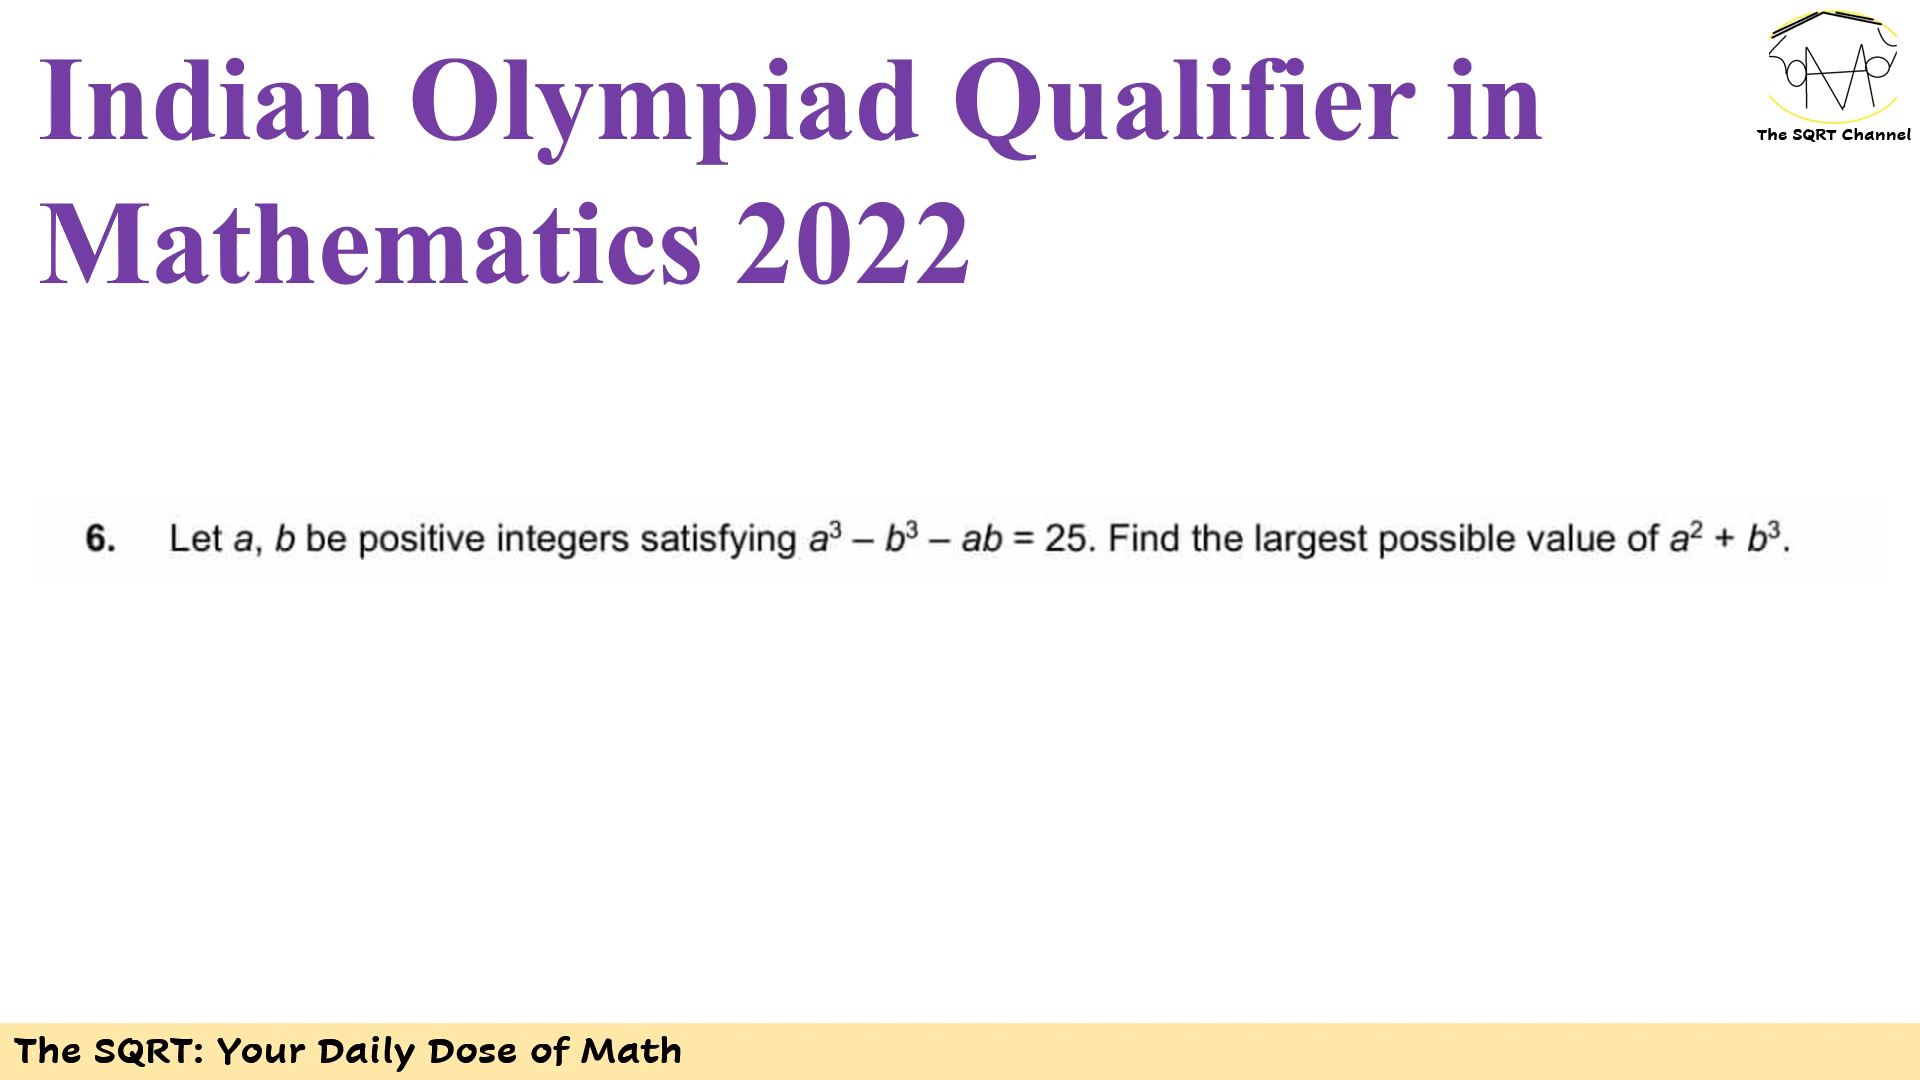 Indian Olympiad Qualifier in
Mathematics 2022
The SQRT Channel
6. Let a, b be positive integers satisfying a³ – b³ – ab = 25. Find the largest possible value of a² + b³.
The SQRT: Your Daily Dose of Math